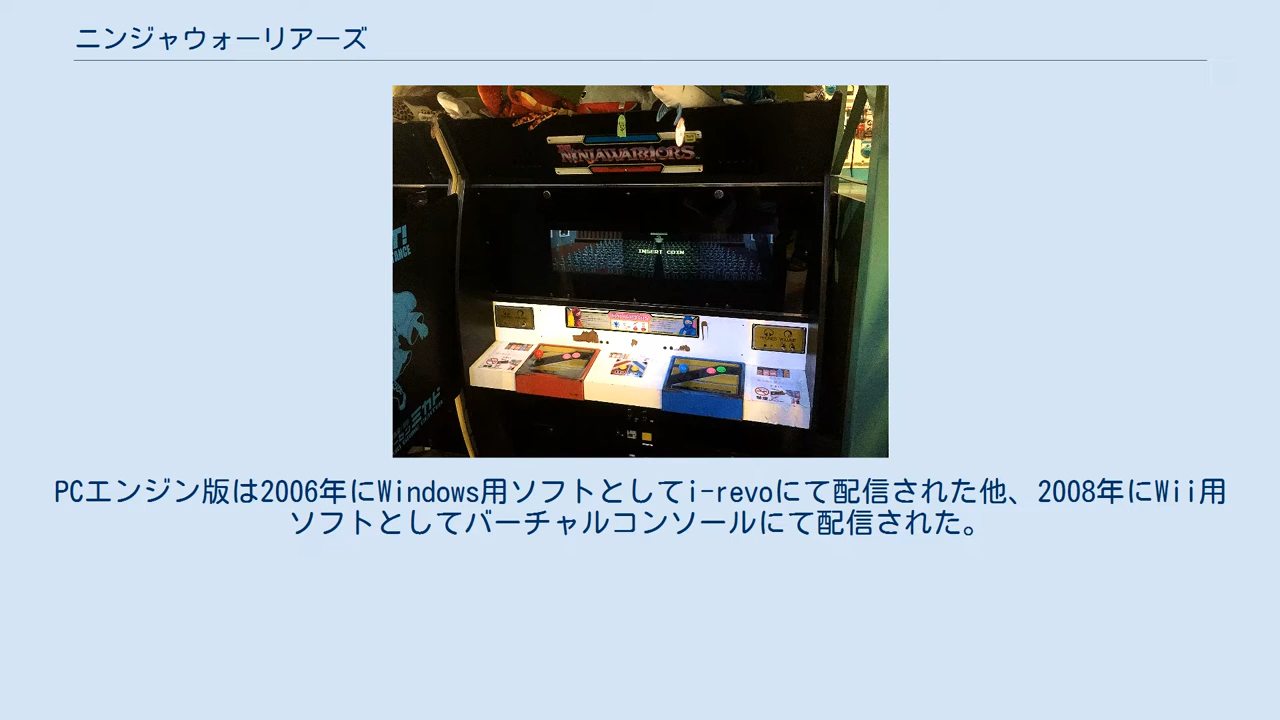 ニンジャウォーリアーズ
THE NINJAWARRIORS
INSERT COIN
PCエンジン版は2006年にWindows用ソフトとしてi-revoにて配信された他、2008年にWii用
ソフトとしてバーチャルコンソールにて配信された。